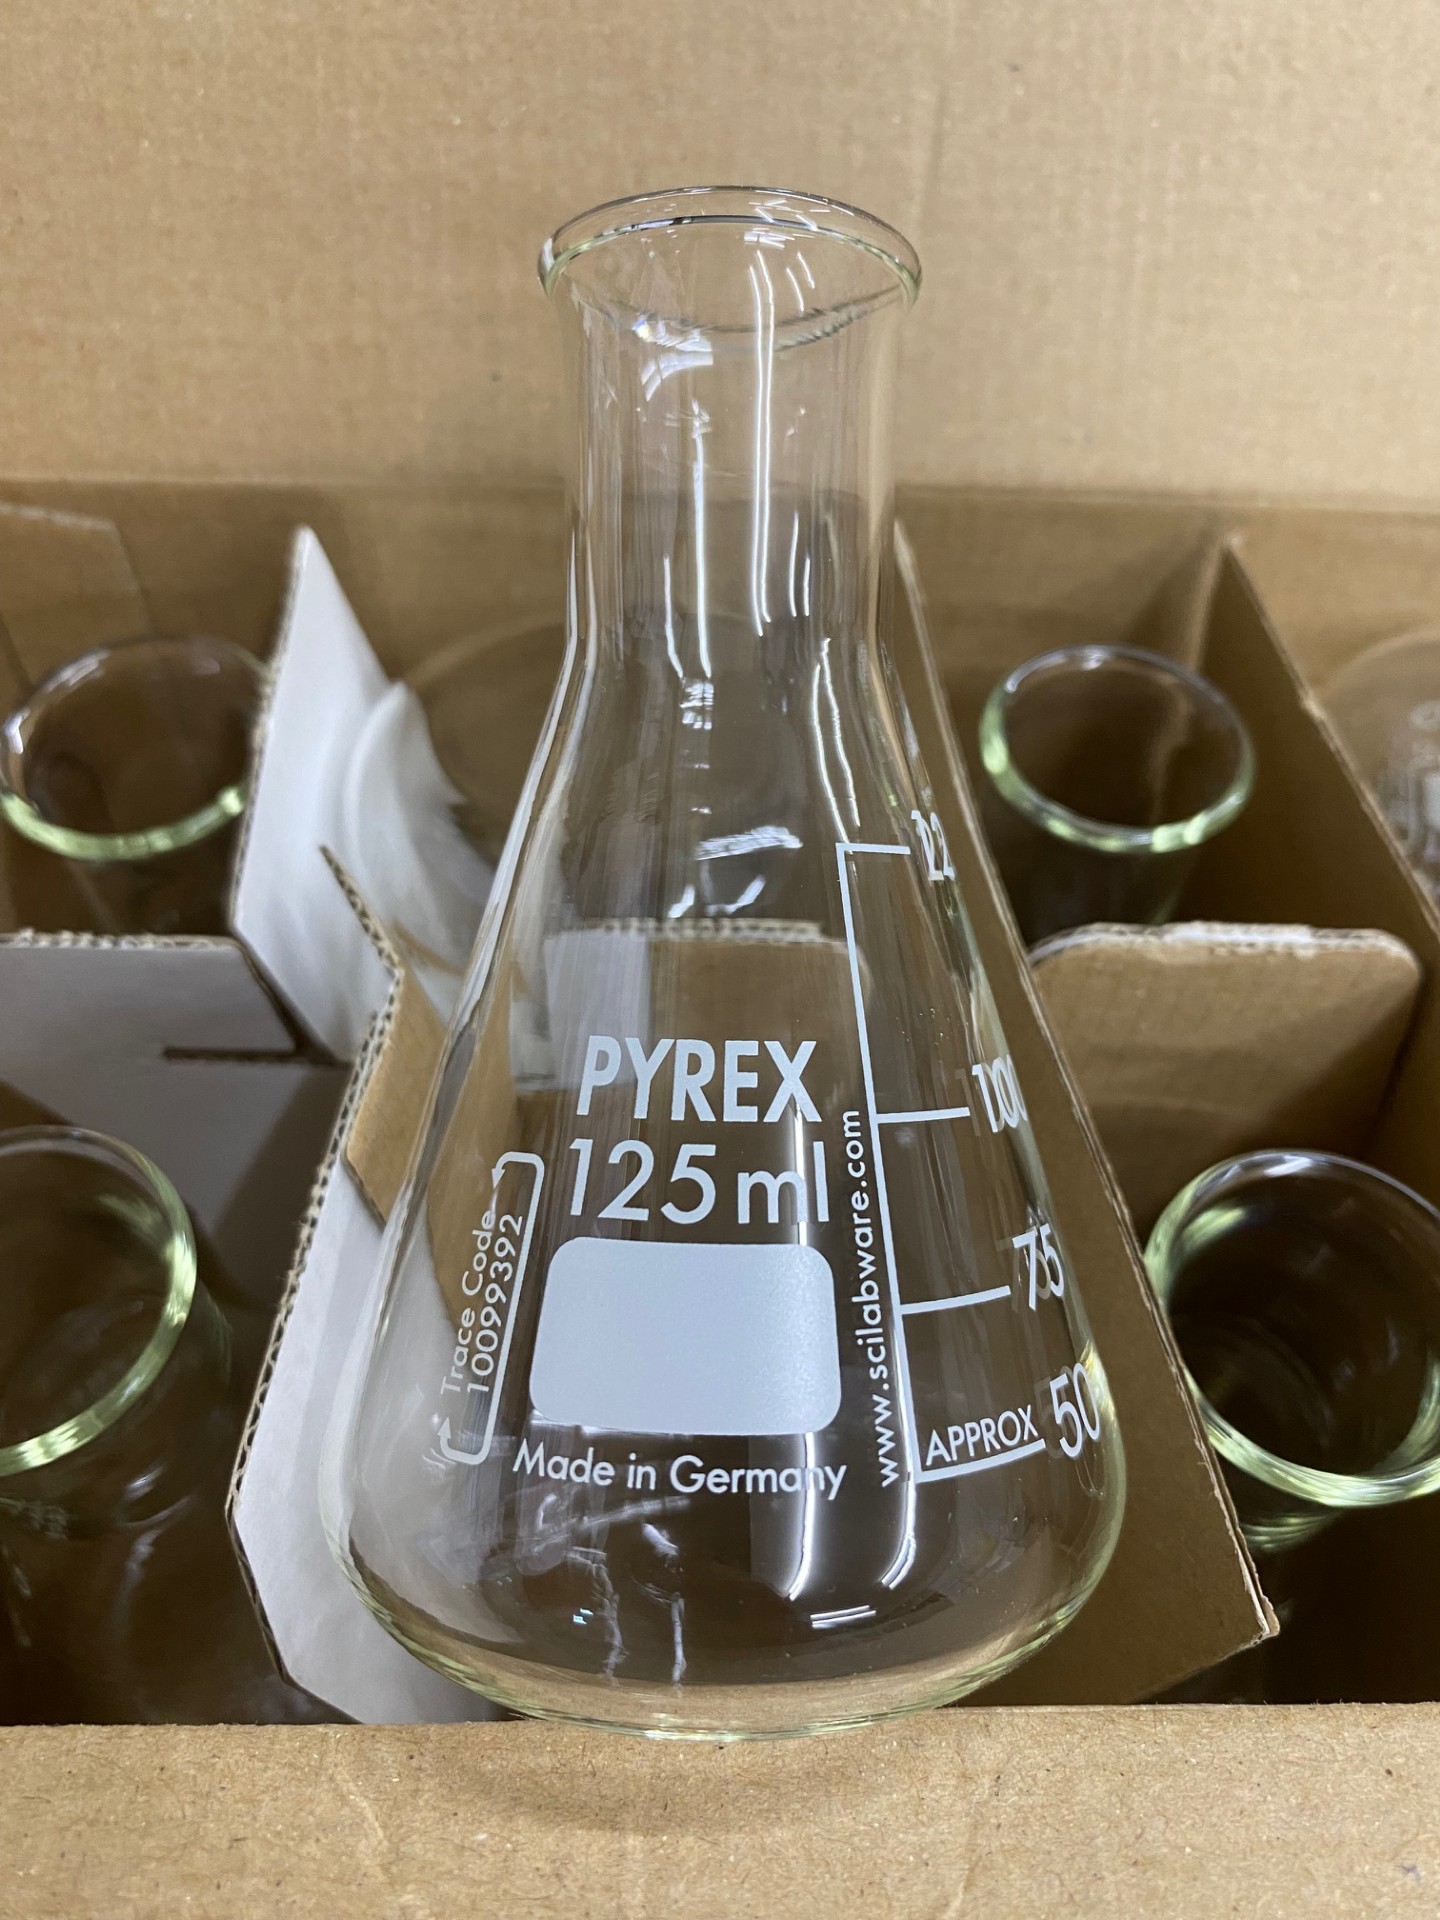 PYREX
125 ml
Made in Germany
Trace Code
10099392
www.scilabware.com
100
75
APPROX 50